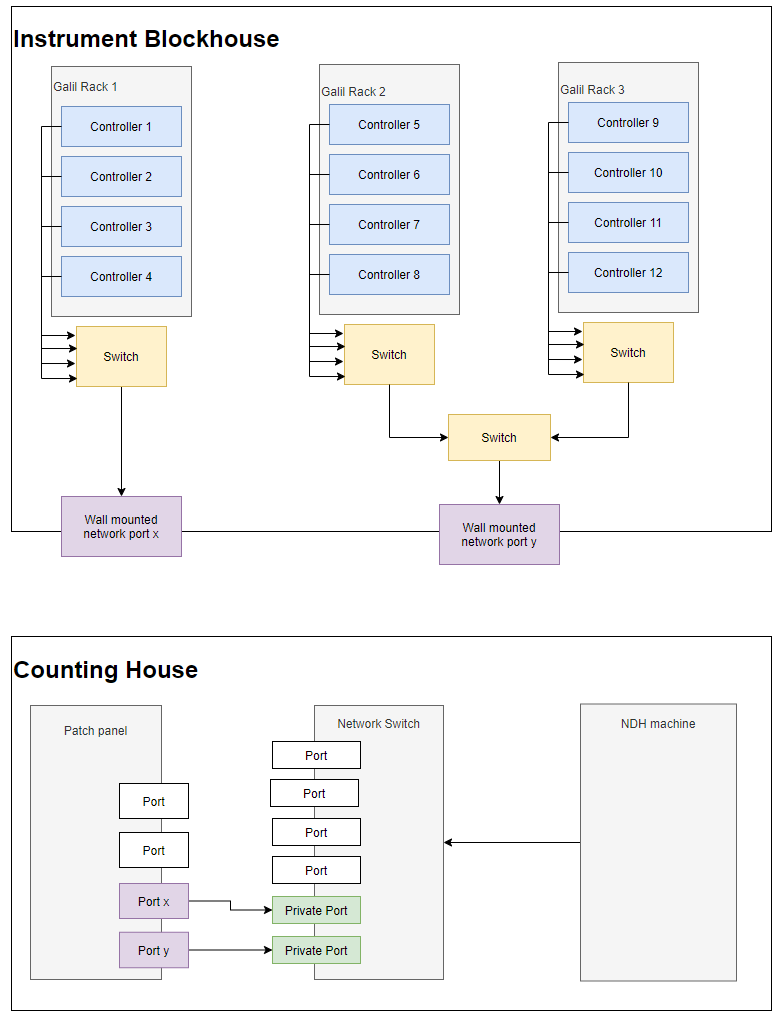 Instrument Blockhouse
Galil Rack 1
Controller 1
Controller 2
Controller 3
Controller 4
Switch
Galil Rack 2
Controller 5
Controller 6
Controller 7
Controller 8
Switch
Galil Rack 3
Controller 9
Controller 10
Controller 11
Controller 12
Switch
Switch
Wall mounted
network port x
Wall mounted
network port y
Counting House
Patch panel
Port
Port
Port x
Port y
Network Switch
Port
Port
Port
Port
Private Port
Private Port
NDH machine